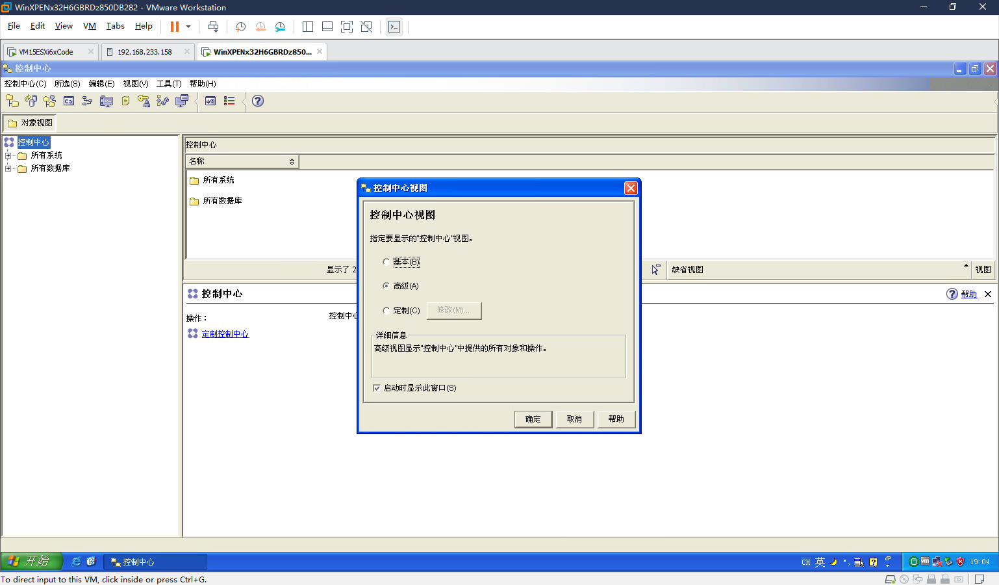 WinXPENx32H6GBRDz850DB282 - VMware Workstation
File Edit View VM Tabs Help
VM15ESXi6xCode
192.168.233.158
WinXPENx32H6GBRDz850...
控制中心
控制中心(C) 所选(S) 编辑(E) 视图(V) 工具(T) 帮助(H)
对象视图
控制中心
所有系统
所有数据库
控制中心
名称
所有系统
所有数据库
显示了 2
缺省视图
视图
控制中心
帮助
操作：
控制中心
定制控制中心
控制中心视图
控制中心视图
指定要显示的"控制中心"视图。
基本(B)
高级(A)
定制(C)
修改(M)...
详细信息
高级视图显示"控制中心"中提供的所有对象和操作。
启动时显示此窗口(S)
确定
取消
帮助
开始
控制中心
CH 英
19:04
To direct input to this VM, click inside or press Ctrl+G.